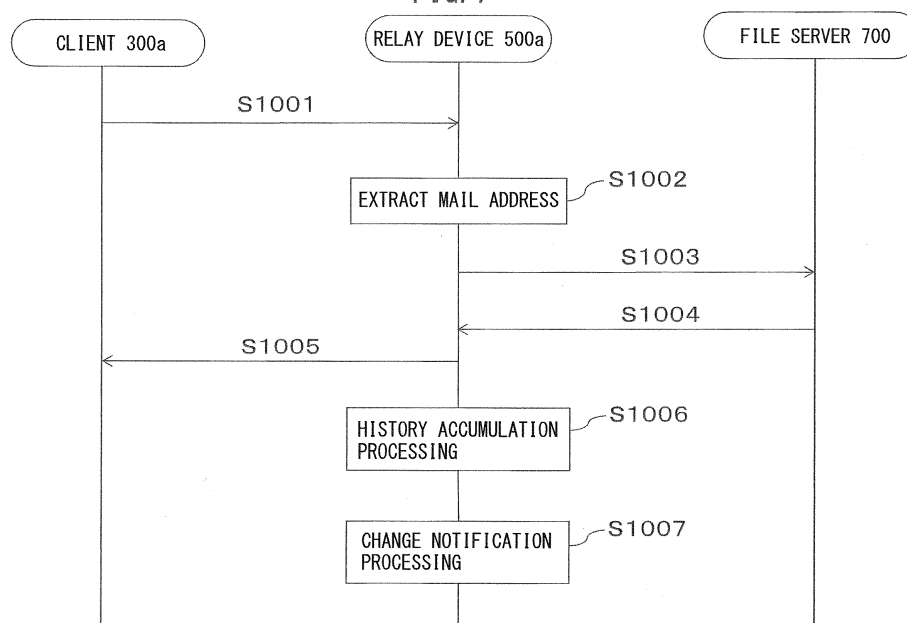 CLIENT 300a
RELAY DEVICE 500a
FILE SERVER 700
S1001
EXTRACT MAIL ADDRESS
S1002
S1003
S1004
S1005
HISTORY ACCUMULATION
PROCESSING
S1006
CHANGE NOTIFICATION
PROCESSING
S1007